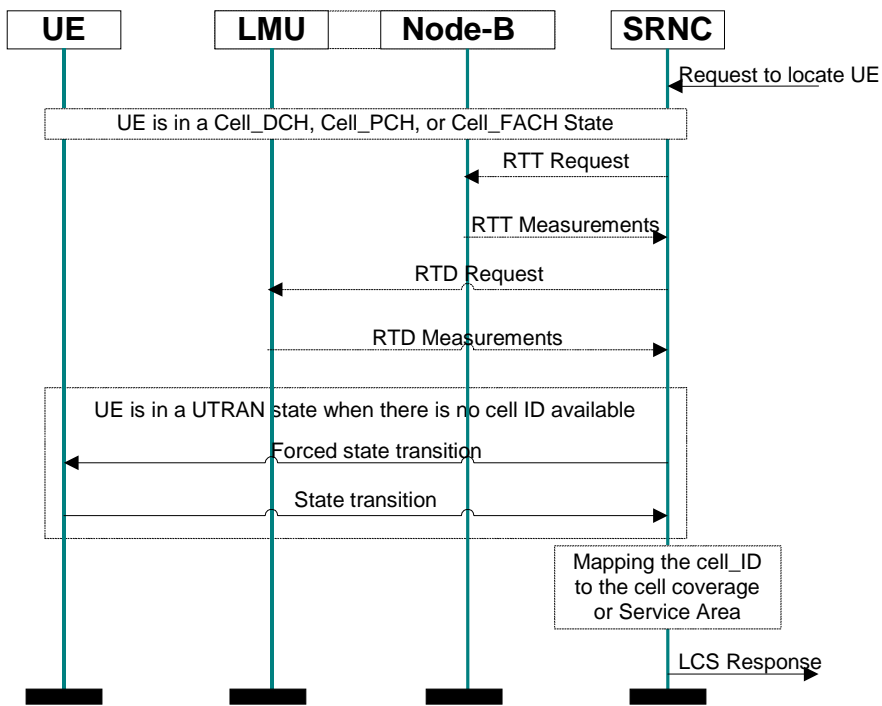 UE LMU Node-B SRNC
Request to locate UE
UE is in a Cell_DCH, Cell_PCH, or Cell_FACH State
RTT Request
RTT Measurements
RTD Request
RTD Measurements
UE is in a UTRAN state when there is no cell ID available
Forced state transition
State transition
Mapping the cell_ID
to the cell coverage
or Service Area
LCS Response